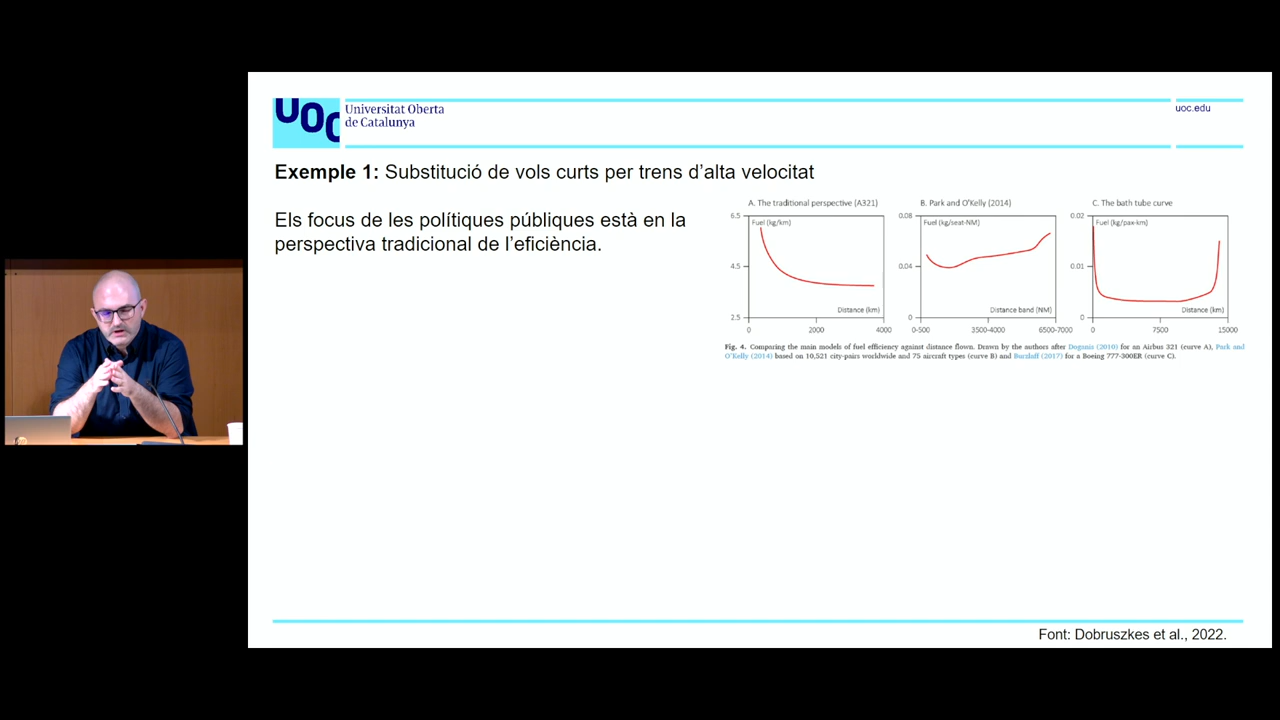 UOC
Universitat Oberta
de Catalunya
uoc.edu
Exemple 1: Substitució de vols curts per trens d’alta velocitat
Els focus de les polítiques públiques està en la
perspectiva tradicional de l’eficiència.
A. The traditional perspective (A321)
6.5
Fuel (kg/km)
4.5
Distance (km)
2.5
0
2000
4000
B. Park and O'Kelly (2014)
0.08
Fuel (kg/seat-NM)
0.04
Distance band (NM)
0
0-500
3500-4000
6500-7000
C. The bath tube curve
0.02
Fuel (kg/pax-km)
0.01
Distance (km)
0
0
7500
15000
Fig. 4. Comparing the main models of fuel efficiency against distance flown. Drawn by the authors after Doganis (2010) for an Airbus 321 (curve A), Park and
O'Kelly (2014) based on 10,521 city-pairs worldwide and 75 aircraft types (curve B) and Burzlaff (2017) for a Boeing 777-300ER (curve C).
Font: Dobruszkes et al., 2022.